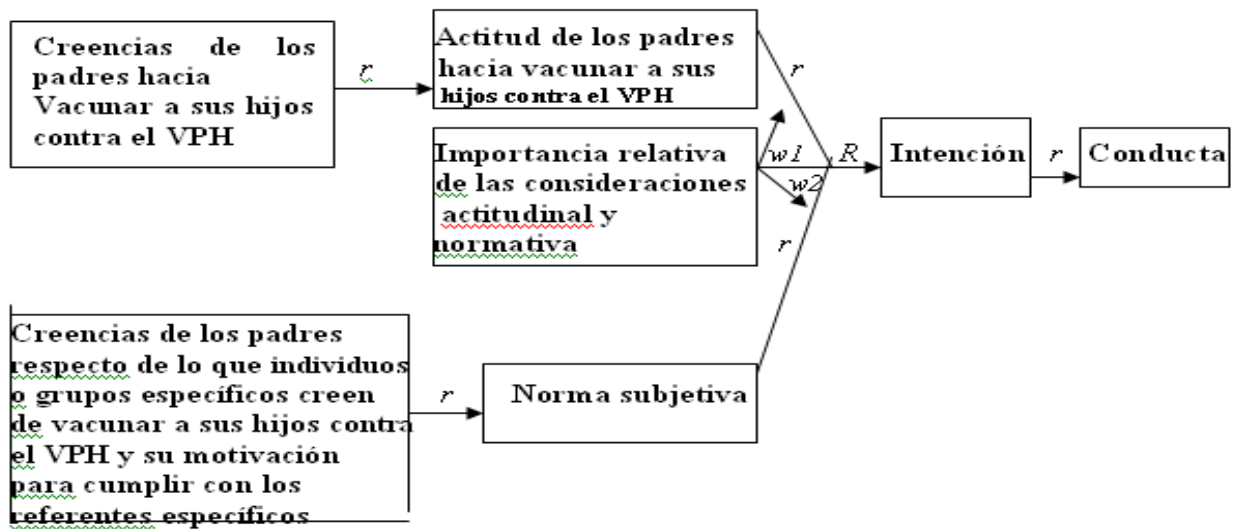 Creencias de los
padres hacia
Vacunar a sus hijos
contra el VPH
r
Actitud de los padres
hacia vacunar a sus
hijos contra el VPH
r
Importancia relativa
de las consideraciones
actitudinal y
normativa
w1
w2
R
Intención
r
Conducta
Creencias de los padres
respecto de lo que individuos
o grupos específicos creen
de vacunar a sus hijos contra
el VPH y su motivación
para cumplir con los
referentes específicos
r
Norma subjetiva
r